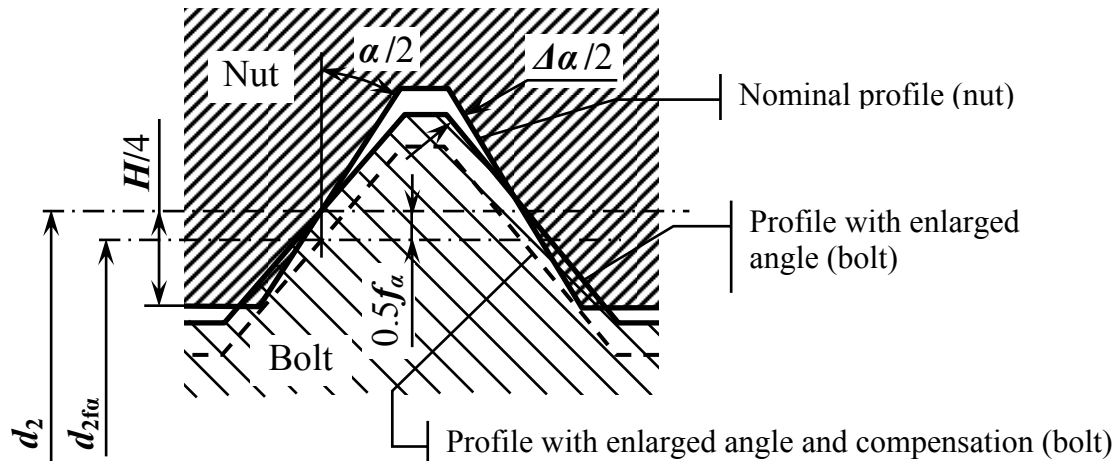 Nut
α/2
Δα/2
Nominal profile (nut)
H/4
Profile with enlarged
angle (bolt)
0.5fα
Bolt
d2
d2fα
Profile with enlarged angle and compensation (bolt)